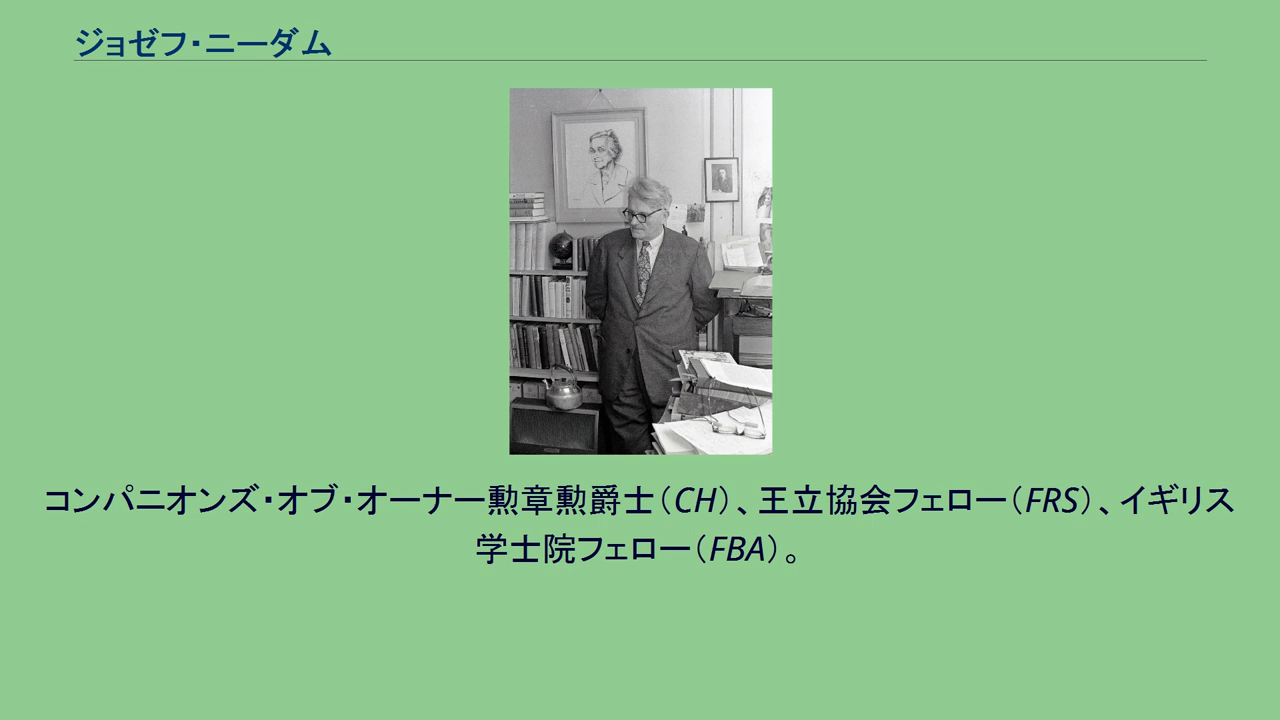 ジョゼフ・ニーダム
コンパニオンズ・オブ・オーナー勲章勲爵士（CH）、王立協会フェロー（FRS）、イギリス
学士院フェロー（FBA）。